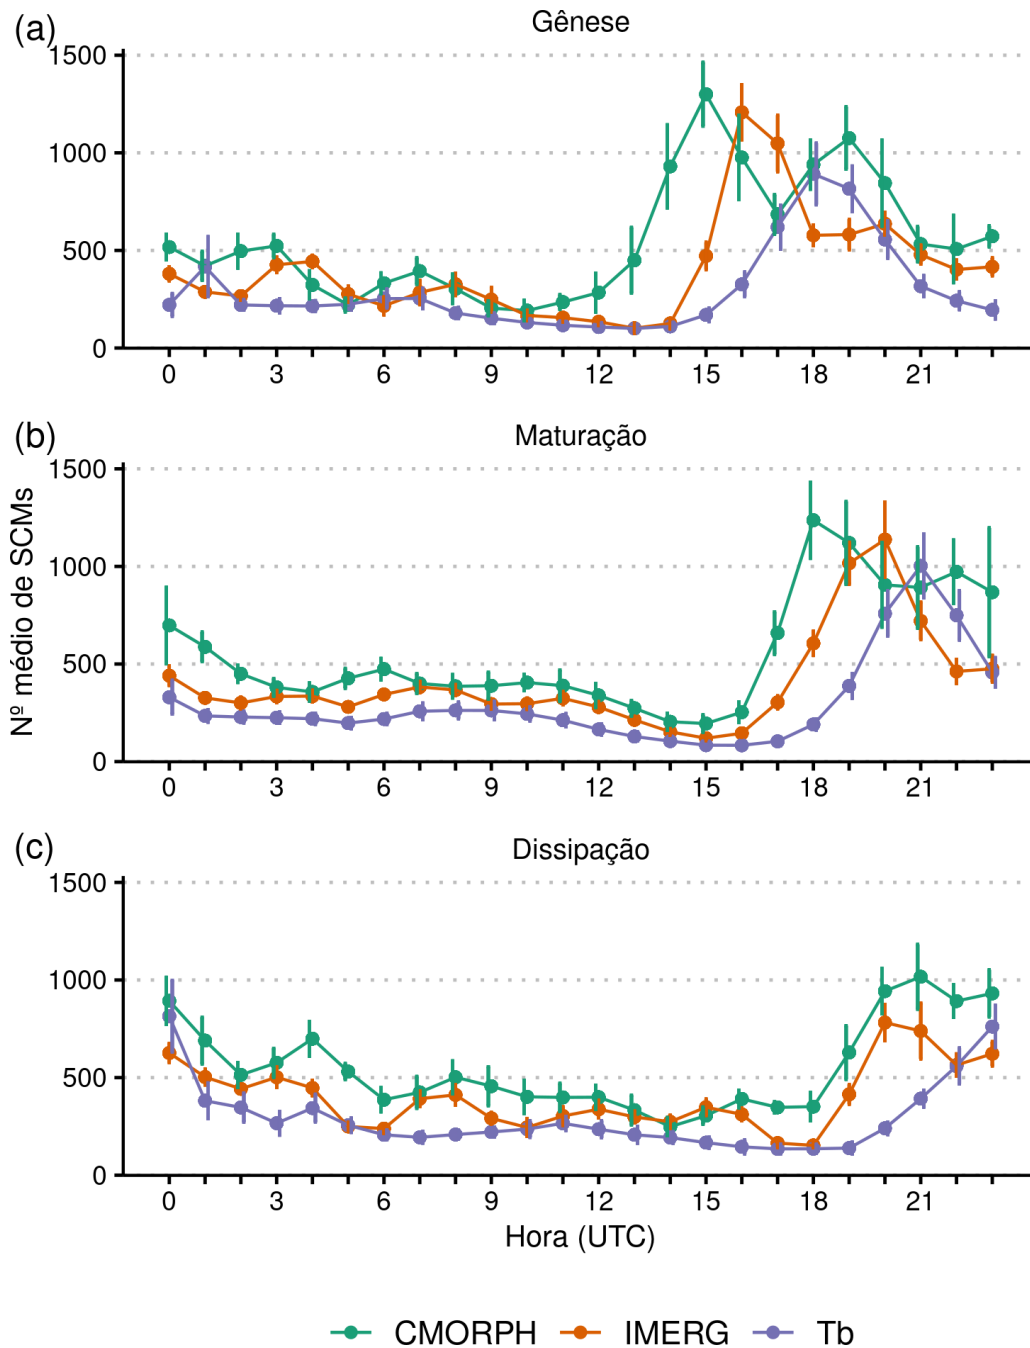 (a)
Gênese
1500
1000
500
0
0 3 6 9 12 15 18 21
(b)
Maturação
1500
1000
500
0
0 3 6 9 12 15 18 21
Nº médio de SCMs
(c)
Dissipação
1500
1000
500
0
0 3 6 9 12 15 18 21
Hora (UTC)
CMORPH IMERG Tb